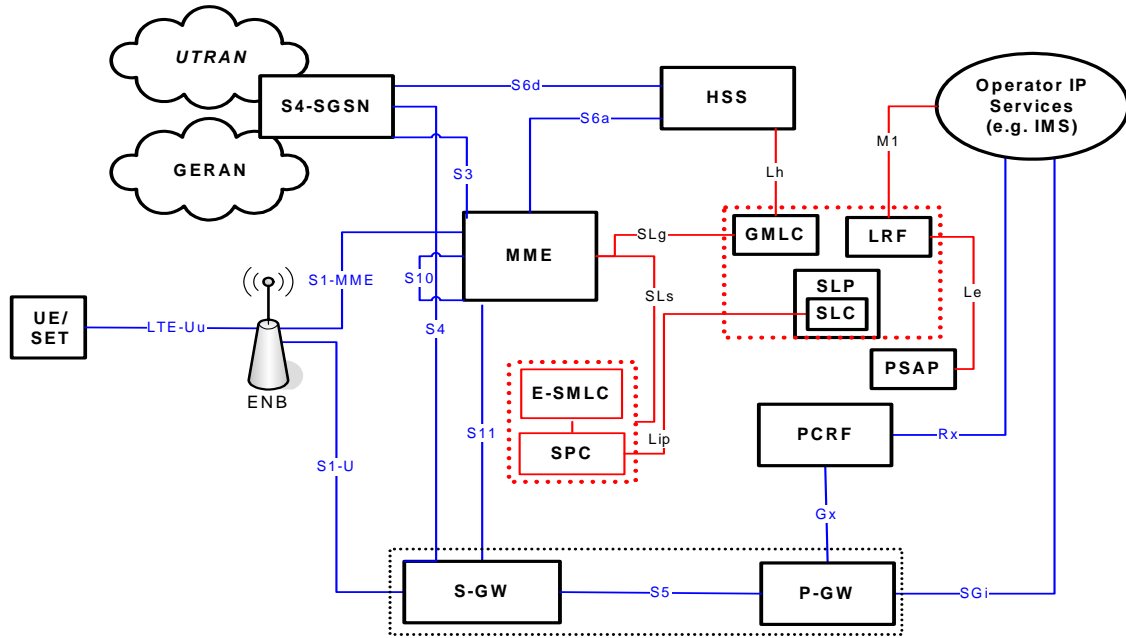 UTRAN
S4-SGSN
GERAN
S6d
HSS
Operator IP
Services
(e.g. IMS)
S6a
M1
S3
Lh
MME
SLg
GMLC
LRF
S1-MME
S10
SLs
SLP
SLC
Le
UE/
SET
LTE-Uu
S4
ENB
PSAP
E-SMLC
SPC
S11
Lip
PCRF
Rx
S1-U
Gx
S-GW
S5
P-GW
SGi